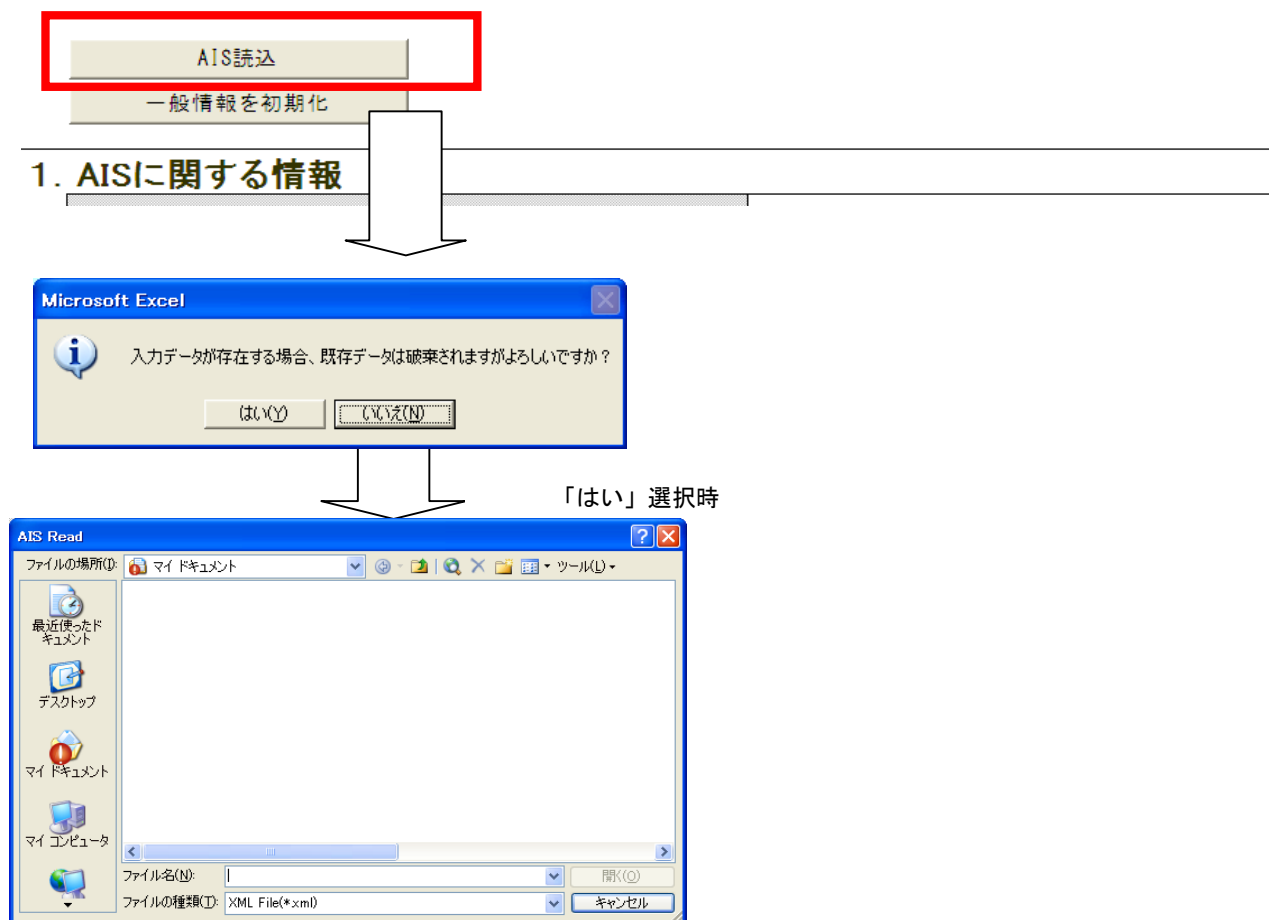 AIS読込
一般情報を初期化
1. AISに関する情報
Microsoft Excel
入力データが存在する場合、既存データは破棄されますがよろしいですか？
はい(Y) いいえ(N)
「はい」選択時
AIS Read
ファイルの場所(I): マイ ドキュメント ツール(L)
最近使ったド
キュメント
デスクトップ
マイ ドキュメント
マイ コンピュータ
ファイル名(N): 開く(O)
ファイルの種類(T): XML File(*.xml) キャンセル